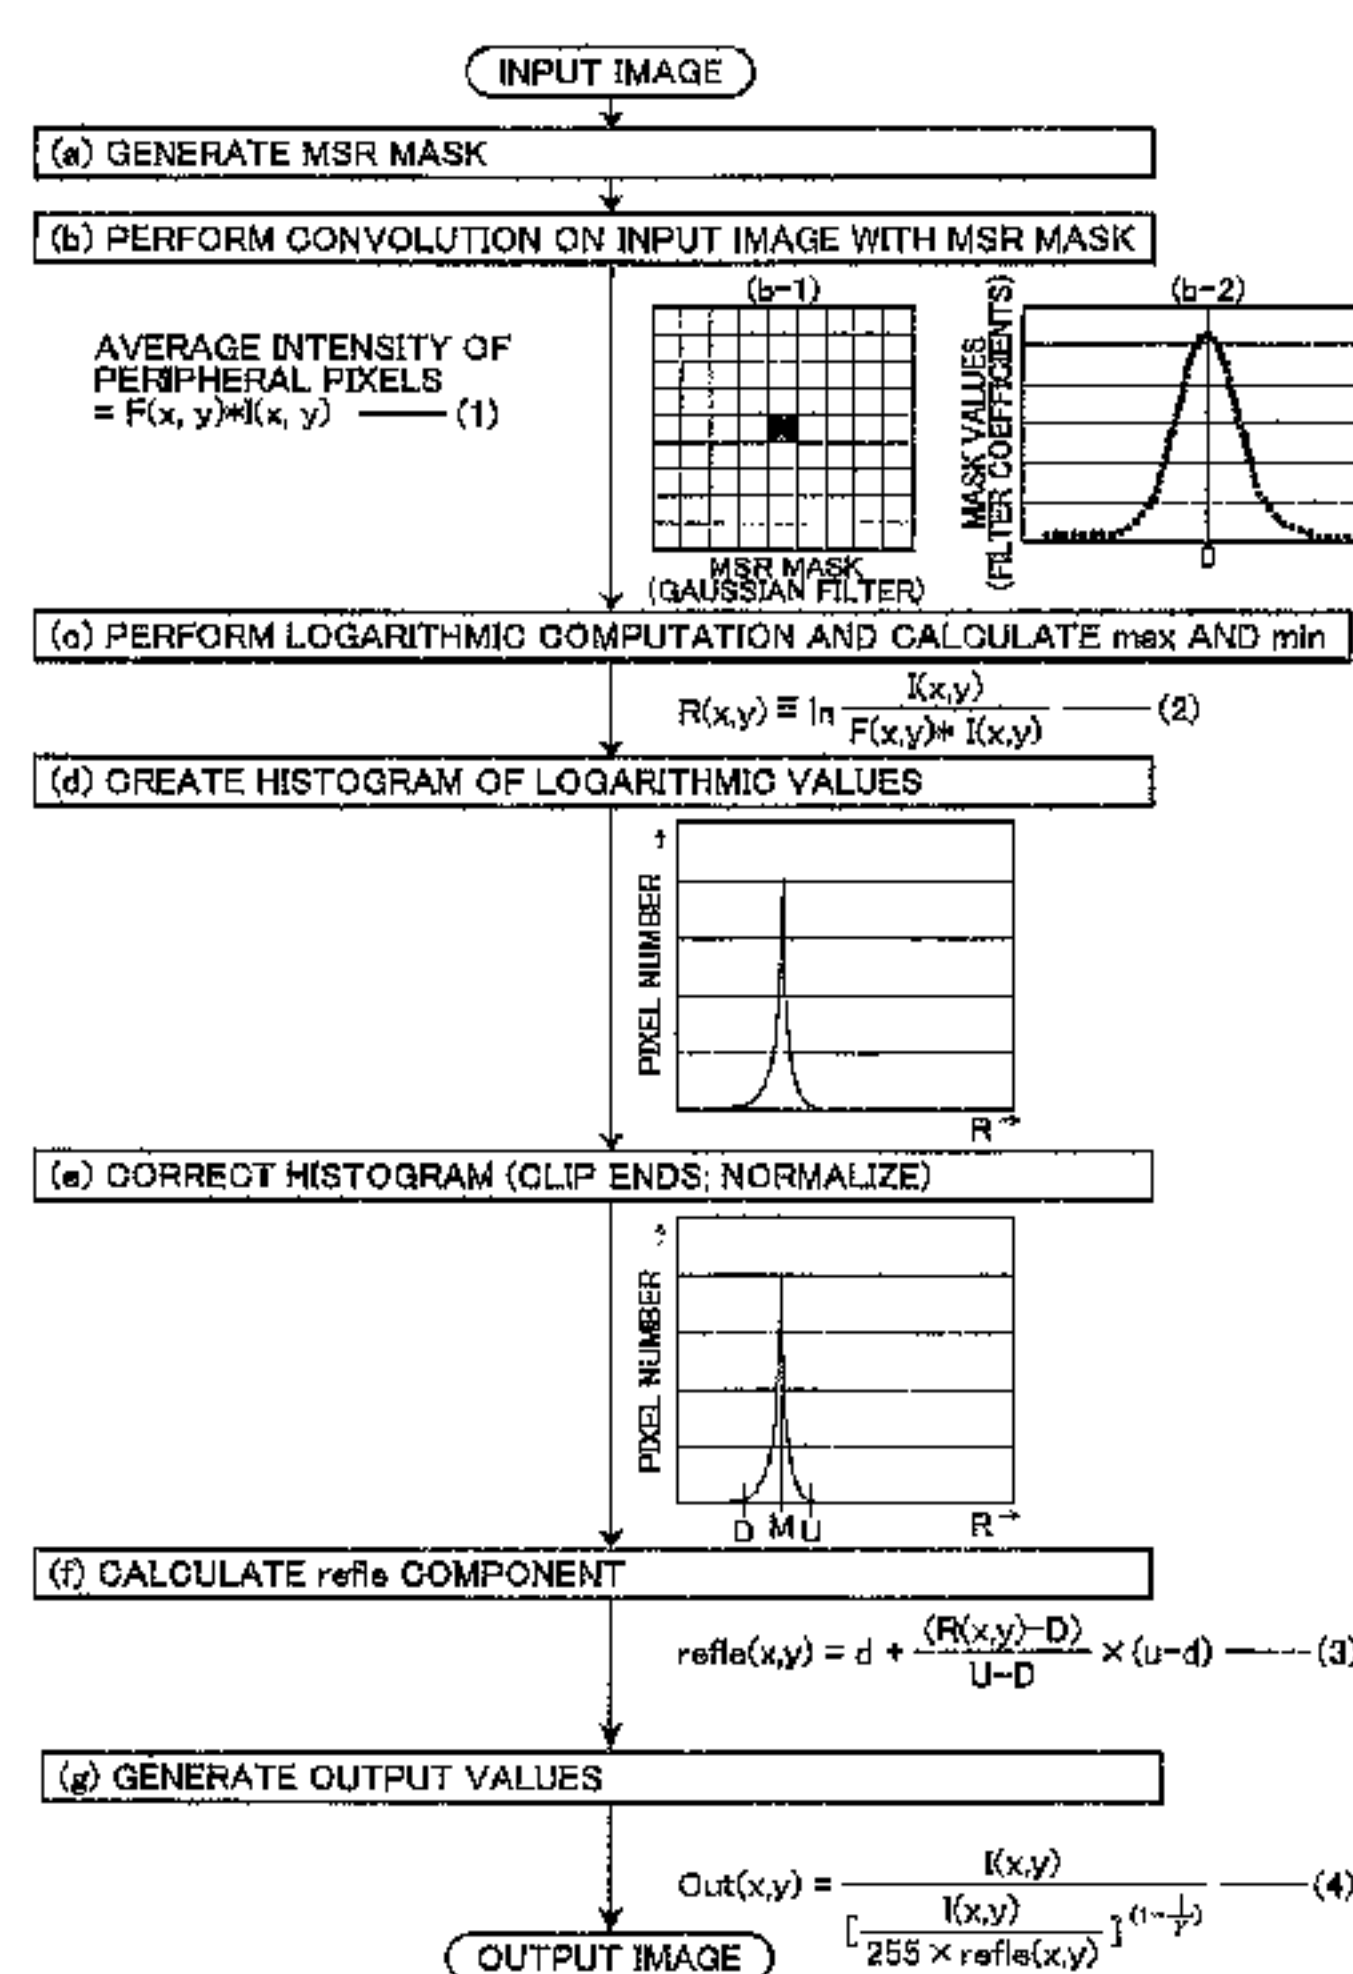 INPUT IMAGE
(a) GENERATE MSR MASK
(b) PERFORM CONVOLUTION ON INPUT IMAGE WITH MSR MASK
AVERAGE INTENSITY OF
PERIPHERAL PIXELS
= F(x, y)*I(x, y) ——— (1)
(b-1)
MSR MASK
(GAUSSIAN FILTER)
(b-2)
MASK VALUES
(FILTER COEFFICIENTS)
0
(c) PERFORM LOGARITHMIC COMPUTATION AND CALCULATE max AND min
R(x,y) ≡ ln I(x,y) / F(x,y)* I(x,y) ——— (2)
(d) CREATE HISTOGRAM OF LOGARITHMIC VALUES
PIXEL NUMBER →
R →
(e) CORRECT HISTOGRAM (CLIP ENDS; NORMALIZE)
PIXEL NUMBER →
D M U R →
(f) CALCULATE refle COMPONENT
refle(x,y) = d + (R(x,y)-D) / U-D × (u-d) ——— (3)
(g) GENERATE OUTPUT VALUES
Out(x,y) = I(x,y) / [ I(x,y) / 255 × refle(x,y) ]^(1-1/γ) ——— (4)
OUTPUT IMAGE